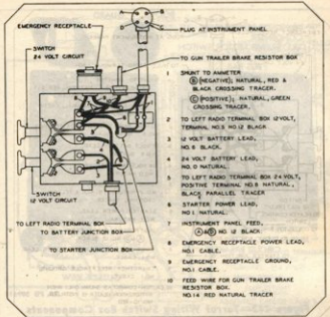 EMERGENCY RECEPTACLE
PLUG AT INSTRUMENT PANEL
SWITCH
24 VOLT CIRCUIT
TO GUN TRAILER BRAKE
RESISTOR BOX
1 SHUNT TO AMMETER
B (NEGATIVE); NATURAL, RED &
BLACK CROSSING TRACER.
C (POSITIVE); NATURAL, GREEN
CROSSING TRACER.
2 TO LEFT RADIO TERMINAL BOX 12 VOLT,
TERMINAL NO.5 NO.12 BLACK.
3 12 VOLT BATTERY LEAD,
NO.6 BLACK.
4 24 VOLT BATTERY LEAD,
NO.0 NATURAL.
5 TO LEFT RADIO TERMINAL BOX 24 VOLT,
POSITIVE TERMINAL NO.8 NATURAL,
BLACK PARALLEL TRACER
6 STARTER POWER LEAD,
NO.1 NATURAL.
7 INSTRUMENT PANEL FEED,
A & D NO.12 BLACK.
8 EMERGENCY RECEPTACLE POWER LEAD,
NO.1 CABLE.
9 EMERGENCY RECEPTACLE GROUND,
NO.1 CABLE.
10 FEED WIRE FOR GUN TRAILER BRAKE
RESISTOR BOX.
NO.14 RED NATURAL TRACER
SWITCH
12 VOLT CIRCUIT
TO LEFT RADIO TERMINAL BOX
TO BATTERY JUNCTION BOX
TO STARTER JUNCTION BOX